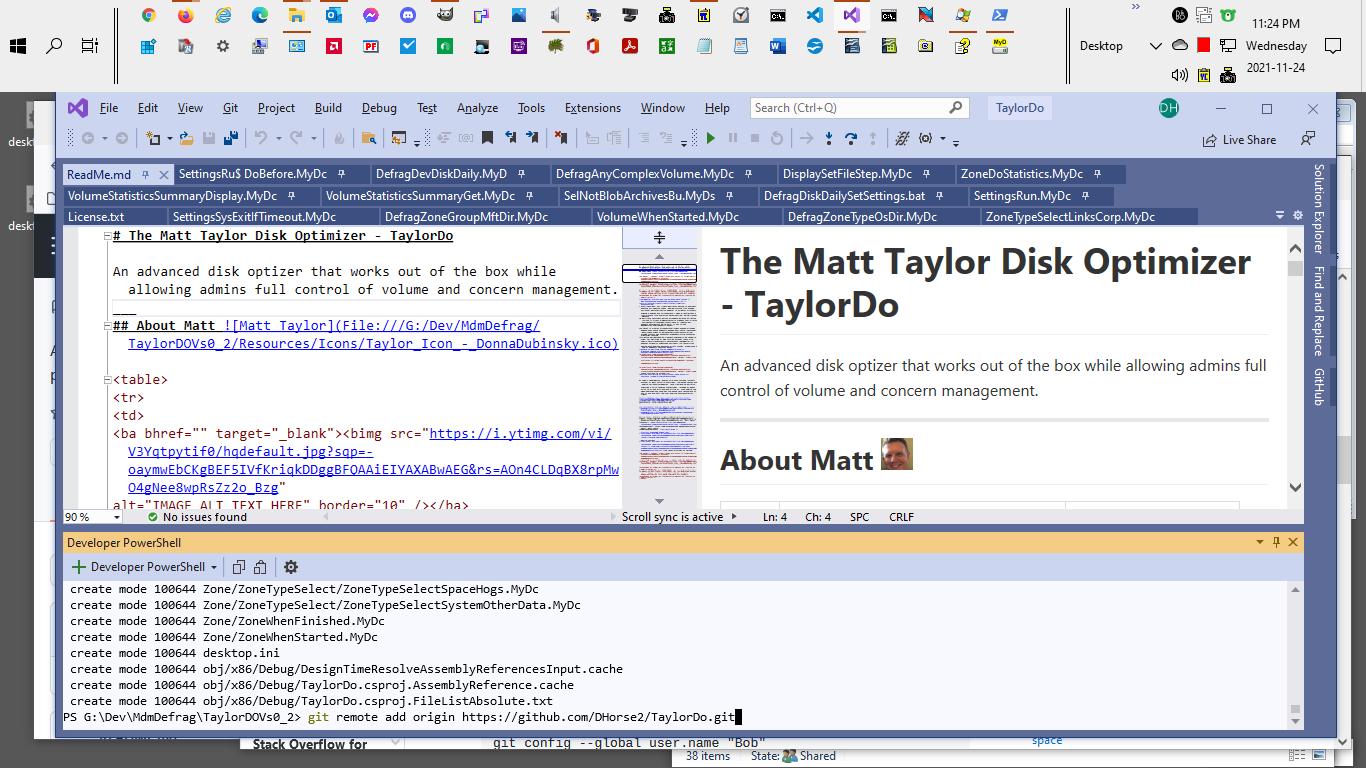 11:24 PM
Desktop
Wednesday
2021-11-24
File Edit View Git Project Build Debug Test Analyze Tools Extensions Window Help Search (Ctrl+Q) TaylorDo DH
Live Share
ReadMe.md SettingsRu$ DoBefore.MyDc DefragDevDiskDaily.MyD DefragAnyComplexVolume.MyDc DisplaySetFileStep.MyDc ZoneDoStatistics.MyDc
VolumeStatisticsSummaryDisplay.MyDc VolumeStatisticsSummaryGet.MyDc SelNotBlobArchivesBu.MyDs DefragDiskDailySetSettings.bat SettingsRun.MyDc
License.txt SettingsSysExitIfTimeout.MyDc DefragZoneGroupMftDir.MyDc VolumeWhenStarted.MyDc DefragZoneTypeOsDir.MyDc ZoneTypeSelectLinksCorp.MyDc
Solution Explorer
Find and Replace
GitHub
# The Matt Taylor Disk Optimizer - TaylorDo
An advanced disk optizer that works out of the box while
allowing admins full control of volume and concern management.
___
## About Matt ![Matt Taylor](File:///G:/Dev/MdmDefrag/
TaylorDOVs0_2/Resources/Icons/Taylor_Icon_-_DonnaDubinsky.ico)
<table>
<tr>
<td>
<ba bhref="" target="_blank"><bimg src="https://i.ytimg.com/vi/
V3Yqtpytif0/hqdefault.jpg?sqp=-
oaymwEbCKgBEF5IVfKriqkDDggBFQAAiEIYAXABwAEG&rs=AOn4CLDqBX8rpMw
O4gNee8wpRsZz2o_Bzg"
alt="IMAGE ALT TEXT HERE" border="10" /></ba>
The Matt Taylor Disk Optimizer
- TaylorDo
An advanced disk optizer that works out of the box while allowing admins full
control of volume and concern management.
About Matt
90 % No issues found Scroll sync is active Ln: 4 Ch: 4 SPC CRLF
Developer PowerShell
Developer PowerShell
create mode 100644 Zone/ZoneTypeSelect/ZoneTypeSelectSpaceHogs.MyDc
create mode 100644 Zone/ZoneTypeSelect/ZoneTypeSelectSystemOtherData.MyDc
create mode 100644 Zone/ZoneWhenFinished.MyDc
create mode 100644 Zone/ZoneWhenStarted.MyDc
create mode 100644 desktop.ini
create mode 100644 obj/x86/Debug/DesignTimeResolveAssemblyReferencesInput.cache
create mode 100644 obj/x86/Debug/TaylorDo.csproj.AssemblyReference.cache
create mode 100644 obj/x86/Debug/TaylorDo.csproj.FileListAbsolute.txt
PS G:\Dev\MdmDefrag\TaylorDOVs0_2> git remote add origin https://github.com/DHorse2/TaylorDo.git
Stack Overflow for
git config --global user.name "Bob"
space
38 items State: Shared